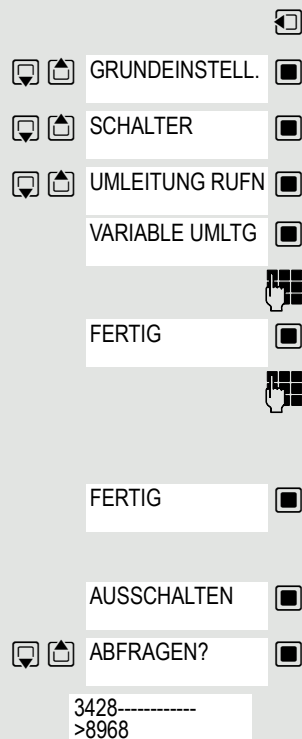 GRUNDEINSTELL.
SCHALTER
UMLEITUNG RUFN
VARIABLE UMLTG
FERTIG
FERTIG
AUSSCHALTEN
ABFRAGEN?
3428------------
>8968